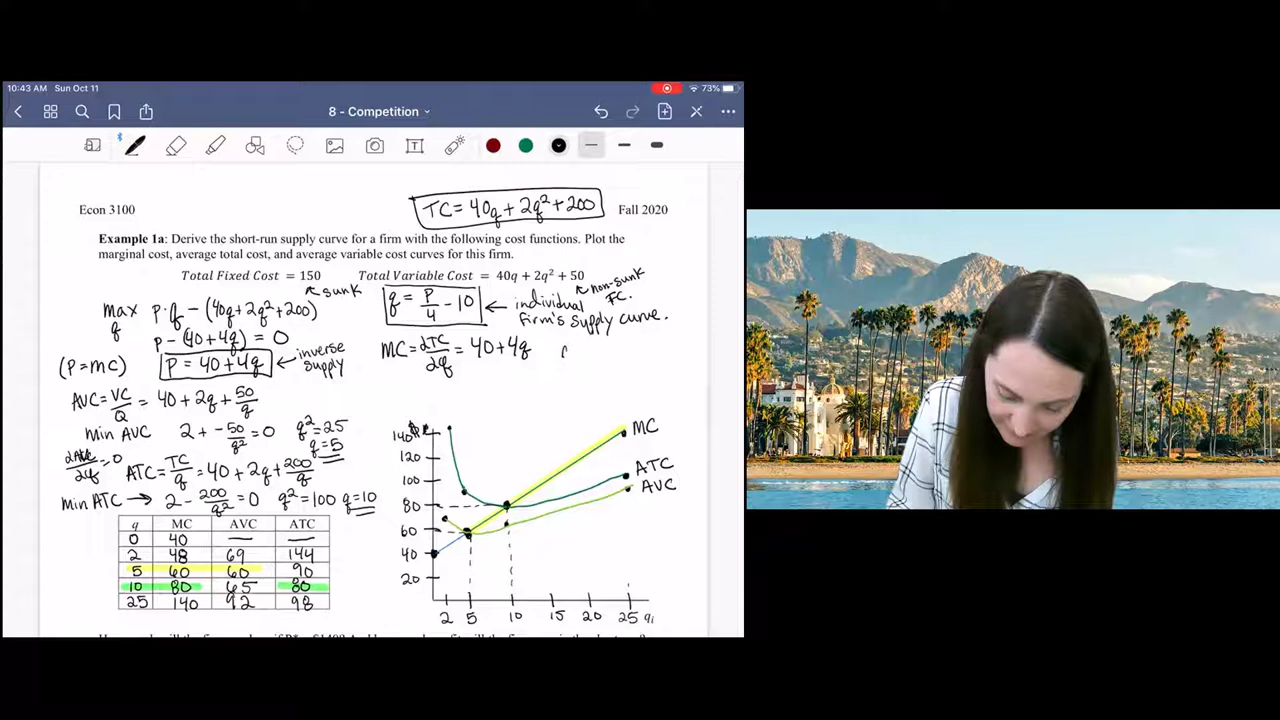 10:43 AM Sun Oct 11
73%
8 - Competition
TC = 40q + 2q² + 200
Econ 3100
Fall 2020
Example 1a: Derive the short-run supply curve for a firm with the following cost functions. Plot the
marginal cost, average total cost, and average variable cost curves for this firm.
Total Fixed Cost = 150 Total Variable Cost = 40q + 2q² + 50
↖ sunk
↖ non-sunk
FC.
max P·q − (40q + 2q² + 200)
q
q = P/4 − 10 ← individual
firm's supply curve.
P − (40 + 4q) = 0
(P = MC) P = 40 + 4q ← inverse
supply
MC = ∂TC/∂q = 40 + 4q
AVC = VC/Q = 40 + 2q + 50/q
min AVC 2 + −50/q² = 0 q² = 25
q = 5
∂AVC/∂q = 0
ATC = TC/q = 40 + 2q + 200/q
min ATC → 2 − 200/q² = 0 q² = 100 q = 10
q MC AVC ATC
0 40 — —
2 48 69 144
5 60 60 90
10 80 65 80
25 140 92 98
MC
ATC
AVC
140
120
100
80
60
40
20
2 5 10 15 20 25 q